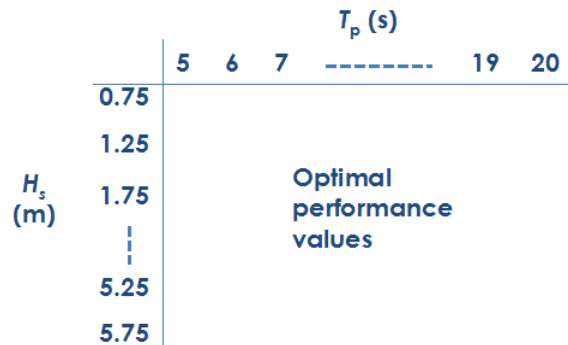 Tp (s)
5 6 7 19 20
0.75
1.25
Hs
(m)
1.75
Optimal
performance
values
5.25
5.75